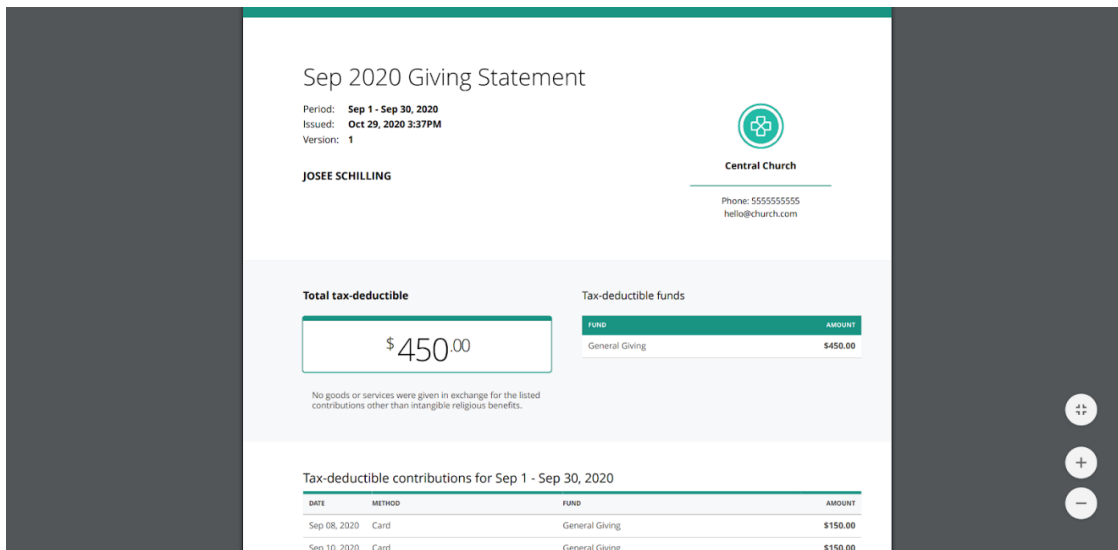 Sep 2020 Giving Statement
Period: Sep 1 - Sep 30, 2020
Issued: Oct 29, 2020 3:37PM
Version: 1
JOSEE SCHILLING
Central Church
Phone: 5555555555
hello@church.com
Total tax-deductible
$450.00
No goods or services were given in exchange for the listed
contributions other than intangible religious benefits.
Tax-deductible funds
FUND AMOUNT
General Giving $450.00
Tax-deductible contributions for Sep 1 - Sep 30, 2020
DATE METHOD FUND AMOUNT
Sep 08, 2020 Card General Giving $150.00
Sep 10, 2020 Card General Giving $150.00